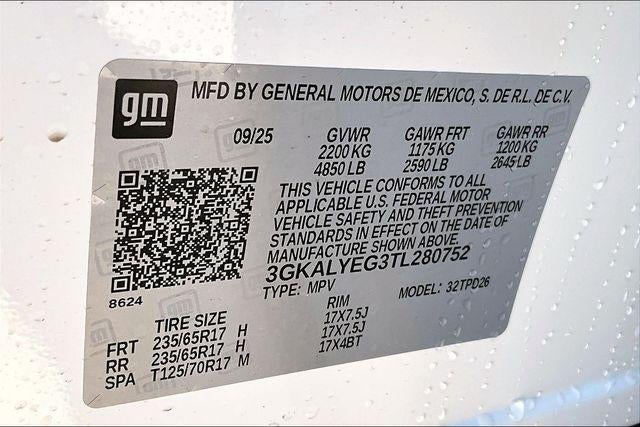 gm
MFD BY GENERAL MOTORS DE MEXICO, S. DE R.L. DE C.V.
09/25 GVWR GAWR FRT GAWR RR
2200 KG 1175 KG 1200 KG
4850 LB 2590 LB 2645 LB
THIS VEHICLE CONFORMS TO ALL
APPLICABLE U.S. FEDERAL MOTOR
VEHICLE SAFETY AND THEFT PREVENTION
STANDARDS IN EFFECT ON THE DATE OF
MANUFACTURE SHOWN ABOVE.
3GKALYEG3TL280752
TYPE: MPV MODEL: 32TPD26
8624
TIRE SIZE RIM
FRT 235/65R17 H 17X7.5J
RR 235/65R17 H 17X7.5J
SPA T125/70R17 M 17X4BT